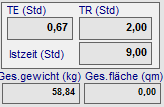 TE (Std) TR (Std)
0,67 2,00
Istzeit (Std) 9,00
Ges.gewicht (kg) Ges.fläche (qm)
58,84 0,00